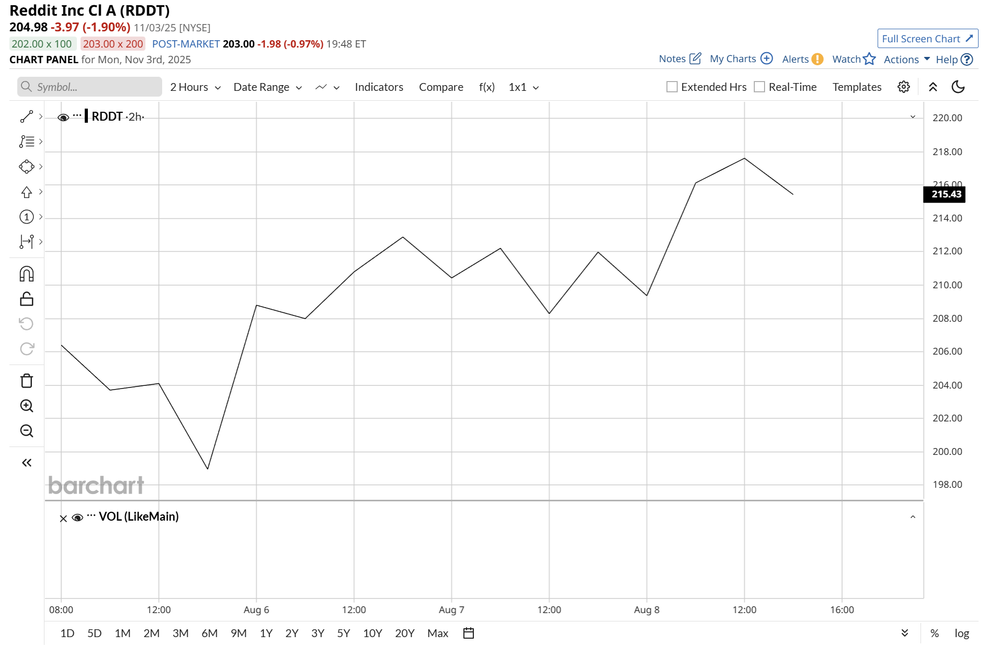 Reddit Inc Cl A (RDDT)
204.98 -3.97 (-1.90%) 11/03/25 [NYSE]
202.00 x 100 203.00 x 200 POST-MARKET 203.00 -1.98 (-0.97%) 19:48 ET
Full Screen Chart
CHART PANEL for Mon, Nov 3rd, 2025
Notes My Charts Alerts Watch Actions Help
Symbol... 2 Hours Date Range Indicators Compare f(x) 1x1 Extended Hrs Real-Time Templates
RDDT ·2h·
220.00
218.00
216.00
215.43
214.00
212.00
210.00
208.00
206.00
204.00
202.00
200.00
198.00
1
barchart
VOL (LikeMain)
08:00 12:00 Aug 6 12:00 Aug 7 12:00 Aug 8 12:00 16:00
1D 5D 1M 2M 3M 6M 9M 1Y 2Y 3Y 5Y 10Y 20Y Max % log